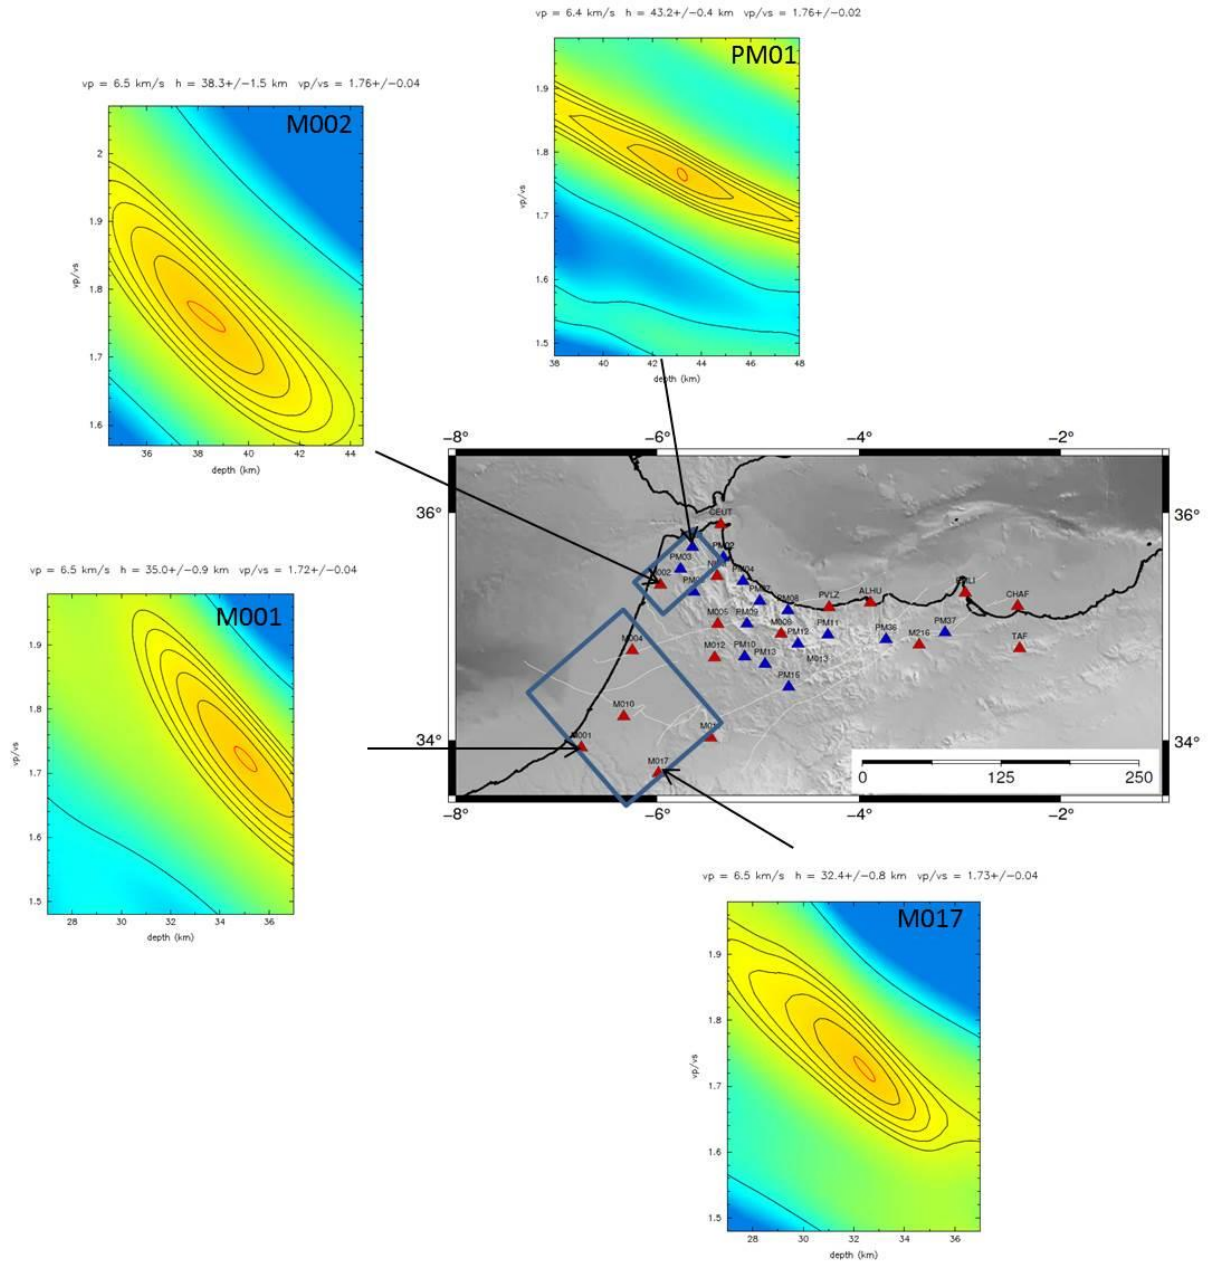 vp = 6.4 km/s h = 43.2+/−0.4 km vp/vs = 1.76+/−0.02
PM01
1.9
1.8
1.7
1.6
1.5
vp/vs
38 40 42 44 46 48
depth (km)
vp = 6.5 km/s h = 38.3+/−1.5 km vp/vs = 1.76+/−0.04
M002
2
1.9
1.8
1.7
1.6
vp/vs
36 38 40 42 44
depth (km)
−8° −6° −4° −2°
36° 36°
34° 34°
−8° −6° −4° −2°
CEUT
PM02
PM03
PM04
PM08
PVLZ
ALHU
CHAF
M005
PM09
M006
PM12
PM11
PM36
M216
PM37
TAF
M004
M012
PM10
PM13
M013
PM16
M010
M017
0 125 250
vp = 6.5 km/s h = 35.0+/−0.9 km vp/vs = 1.72+/−0.04
M001
1.9
1.8
1.7
1.6
1.5
vp/vs
28 30 32 34 36
depth (km)
vp = 6.5 km/s h = 32.4+/−0.8 km vp/vs = 1.73+/−0.04
M017
1.9
1.8
1.7
1.6
1.5
vp/vs
28 30 32 34 36
depth (km)